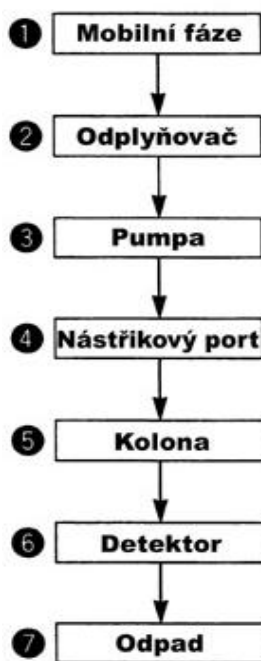 1 Mobilní fáze
2 Odplyňovač
3 Pumpa
4 Nástřikový port
5 Kolona
6 Detektor
7 Odpad